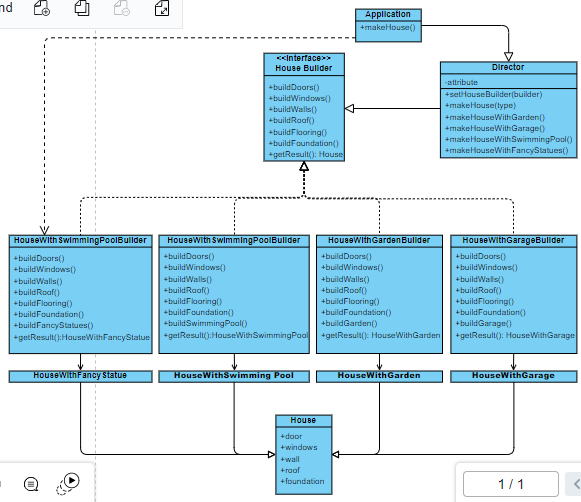 nd
Application
+makeHouse()
<<Interface>>
House Builder
+buildDoors()
+buildWindows()
+buildWalls()
+buildRoof()
+buildFlooring()
+buildFoundation()
+getResult(): House
Director
-attribute
+setHouseBuilder(builder)
+makeHouse(type)
+makeHouseWithGarden()
+makeHouseWithGarage()
+makeHouseWithSwimmingPool()
+makeHouseWithFancyStatues()
HouseWithSwimmingPoolBuilder
+buildDoors()
+buildWindows()
+buildWalls()
+buildRoof()
+buildFlooring()
+buildFoundation()
+buildFancyStatues()
+getResult():HouseWithFancyStatue
HouseWithSwimmingPoolBuilder
+buildDoors()
+buildWindows()
+buildWalls()
+buildRoof()
+buildFlooring()
+buildFoundation()
+buildSwimmingPool()
+getResult():HouseWithSwimmingPool
HouseWithGardenBuilder
+buildDoors()
+buildWindows()
+buildWalls()
+buildRoof()
+buildFlooring()
+buildFoundation()
+buildGarden()
+getResult(): HouseWithGarden
HouseWithGarageBuilder
+buildDoors()
+buildWindows()
+buildWalls()
+buildRoof()
+buildFlooring()
+buildFoundation()
+buildGarage()
+getResult(): HouseWithGarage
HouseWithFancy Statue
HouseWithSwimming Pool
HouseWithGarden
HouseWithGarage
House
+door
+windows
+wall
+roof
+foundation
1 / 1